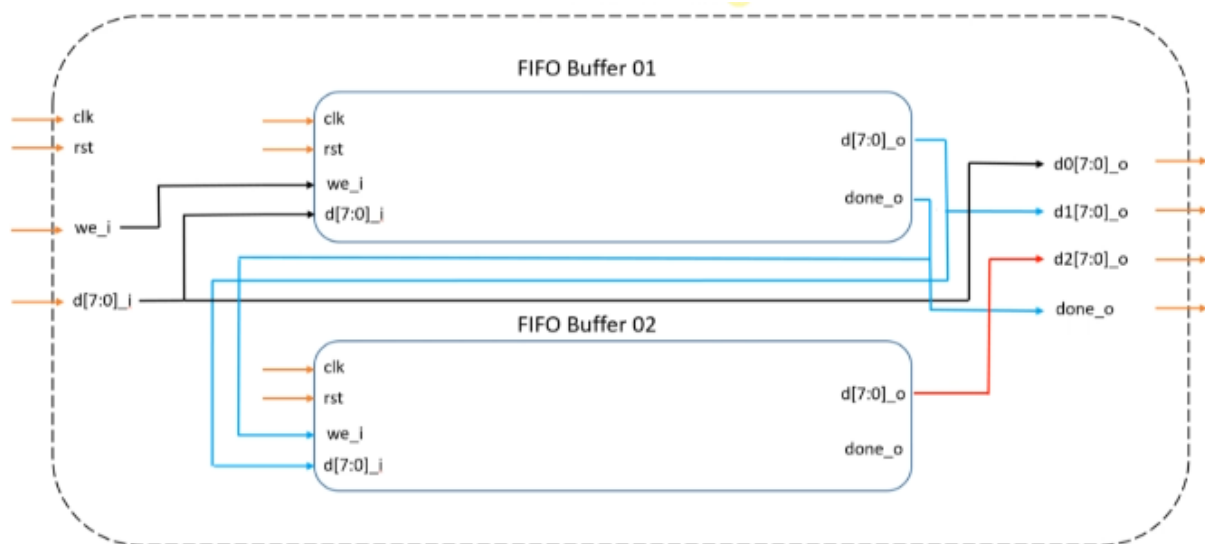 FIFO Buffer 01
clk
rst
we_i
d[7:0]_i
clk
rst
we_i
d[7:0]_i
d[7:0]_o
done_o
d0[7:0]_o
d1[7:0]_o
d2[7:0]_o
done_o
FIFO Buffer 02
clk
rst
we_i
d[7:0]_i
d[7:0]_o
done_o